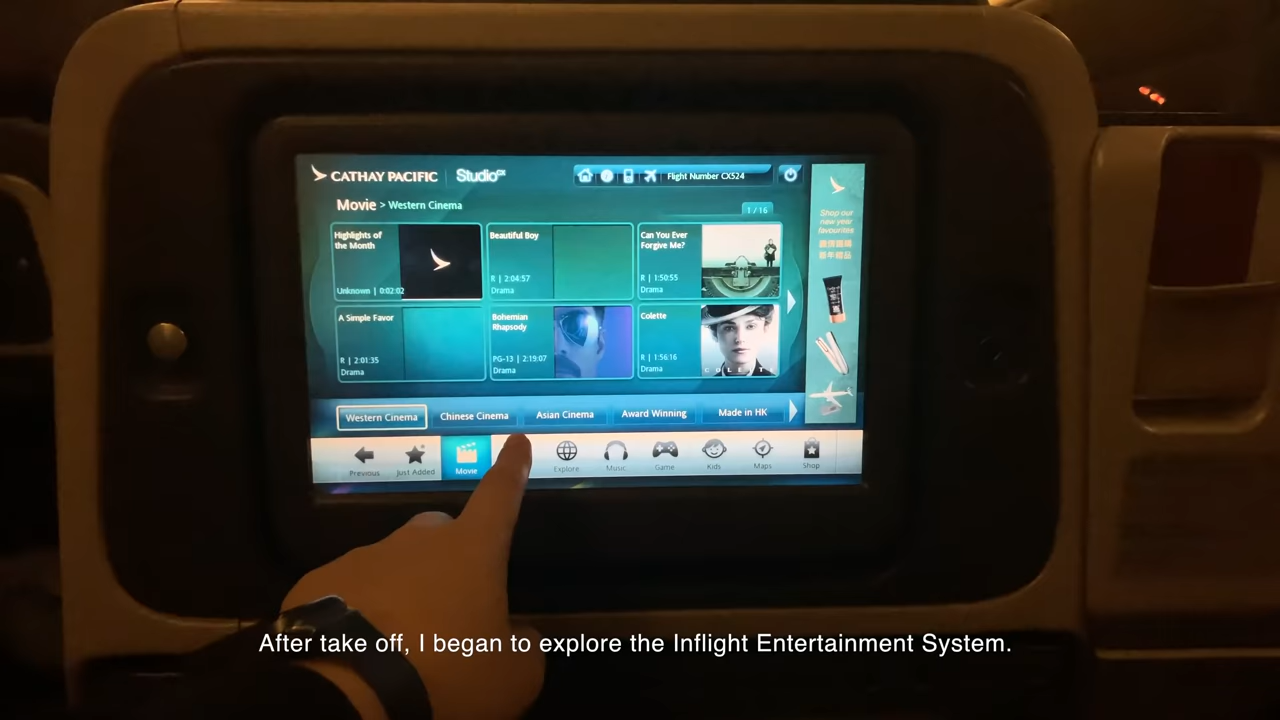 CATHAY PACIFIC
StudioCX
Flight Number CX524
Movie > Western Cinema
1 / 16
Highlights of
the Month
Unknown | 0:02:02
Beautiful Boy
R | 2:04:57
Drama
Can You Ever
Forgive Me?
R | 1:50:55
Drama
A Simple Favor
R | 2:01:35
Drama
Bohemian
Rhapsody
PG-13 | 2:19:07
Drama
Colette
R | 1:56:16
Drama
Shop our
new year
favourites
Western Cinema
Chinese Cinema
Asian Cinema
Award Winning
Made in HK
Previous
Just Added
Movie
Explore
Music
Game
Kids
Maps
Shop
After take off, I began to explore the Inflight Entertainment System.